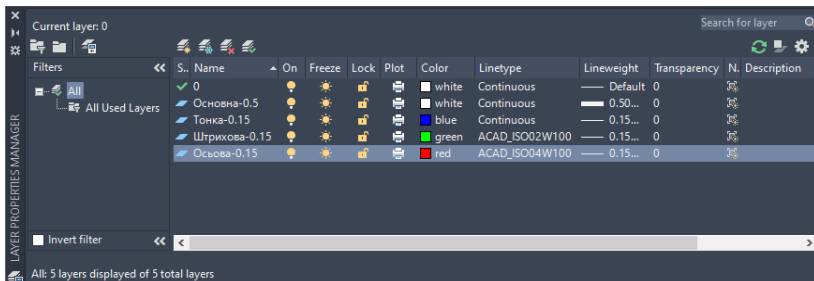 Current layer: 0
Search for layer
Filters
S.. Name On Freeze Lock Plot Color Linetype Lineweight Transparency N. Description
All
All Used Layers
0 white Continuous Default 0
Основна-0.5 white Continuous 0.50... 0
Тонка-0.15 blue Continuous 0.15... 0
Штрихова-0.15 green ACAD_ISO02W100 0.15... 0
Осьова-0.15 red ACAD_ISO04W100 0.15... 0
Invert filter
All: 5 layers displayed of 5 total layers
LAYER PROPERTIES MANAGER